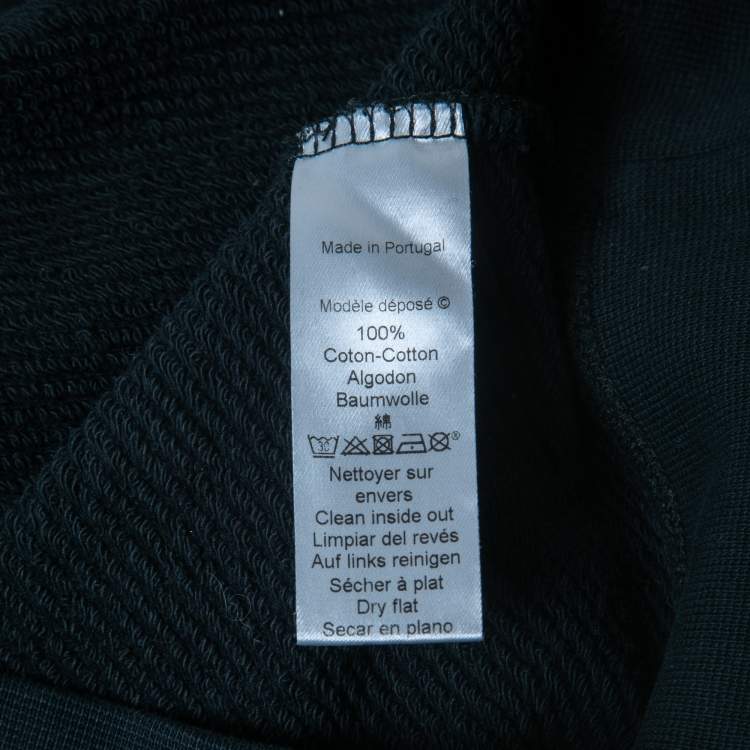 Made in Portugal
Modèle déposé ©
100%
Coton-Cotton
Algodon
Baumwolle
綿
Nettoyer sur
envers
Clean inside out
Limpiar del revés
Auf links reinigen
Sécher à plat
Dry flat
Secar en plano